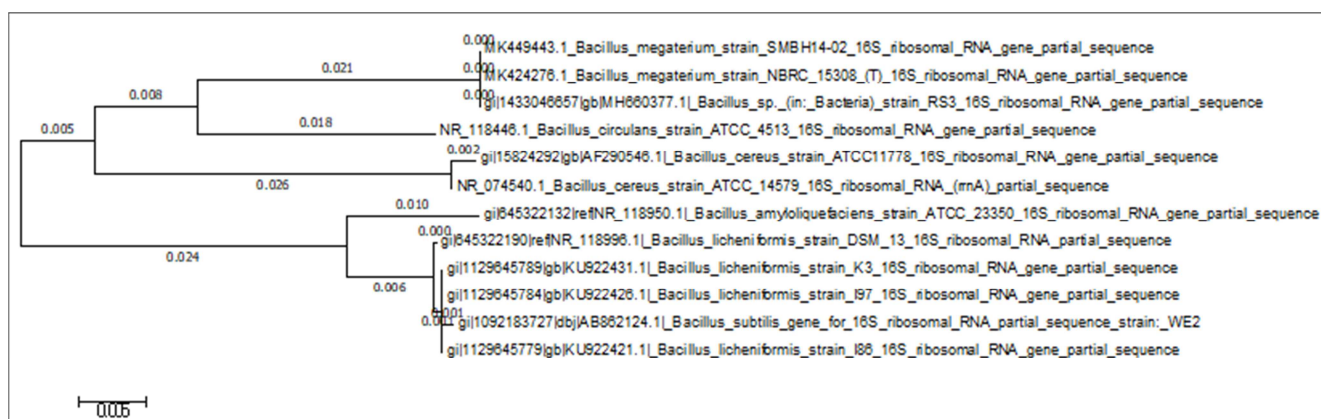 0.000
MK449443.1_Bacillus_megaterium_strain_SMBH14-02_16S_ribosomal_RNA_gene_partial_sequence
0.021
0.000
MK424276.1_Bacillus_megaterium_strain_NBRC_15308_(T)_16S_ribosomal_RNA_gene_partial_sequence
0.008
0.000
gi|1433046657|gb|MH660377.1|_Bacillus_sp._(in:_Bacteria)_strain_RS3_16S_ribosomal_RNA_gene_partial_sequence
0.005
0.018
NR_118446.1_Bacillus_circulans_strain_ATCC_4513_16S_ribosomal_RNA_gene_partial_sequence
0.002
gi|15824292|gb|AF290546.1|_Bacillus_cereus_strain_ATCC11778_16S_ribosomal_RNA_gene_partial_sequence
0.026
NR_074540.1_Bacillus_cereus_strain_ATCC_14579_16S_ribosomal_RNA_(rrnA)_partial_sequence
0.010
gi|645322132|ref|NR_118950.1|_Bacillus_amyloliquefaciens_strain_ATCC_23350_16S_ribosomal_RNA_gene_partial_sequence
0.000
gi|645322190|ref|NR_118996.1|_Bacillus_licheniformis_strain_DSM_13_16S_ribosomal_RNA_partial_sequence
0.024
gi|1129645789|gb|KU922431.1|_Bacillus_licheniformis_strain_K3_16S_ribosomal_RNA_gene_partial_sequence
0.006
gi|1129645784|gb|KU922426.1|_Bacillus_licheniformis_strain_I97_16S_ribosomal_RNA_gene_partial_sequence
0.001
0.001
gi|1092183727|dbj|AB862124.1|_Bacillus_subtilis_gene_for_16S_ribosomal_RNA_partial_sequence_strain:_WE2
gi|1129645779|gb|KU922421.1|_Bacillus_licheniformis_strain_I86_16S_ribosomal_RNA_gene_partial_sequence
0.005